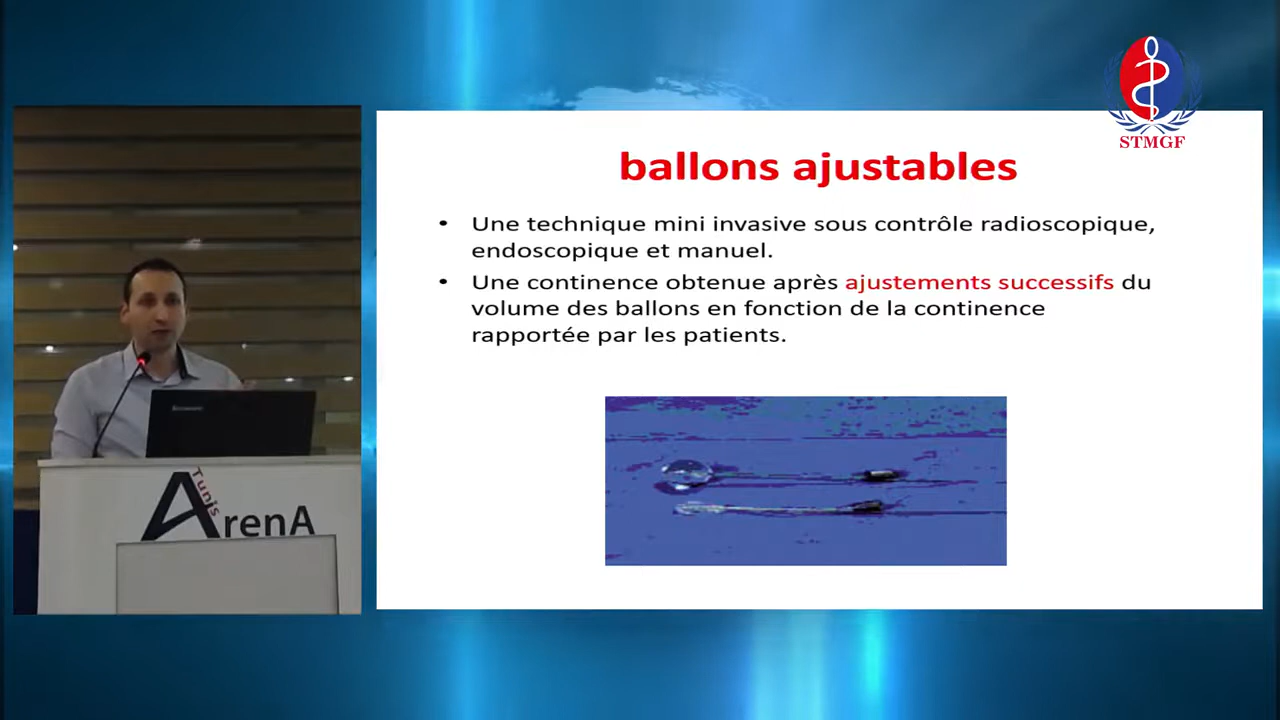 STMGF
ballons ajustables
• Une technique mini invasive sous contrôle radioscopique,
endoscopique et manuel.
• Une continence obtenue après ajustements successifs du
volume des ballons en fonction de la continence
rapportée par les patients.
Tunis
ArenA